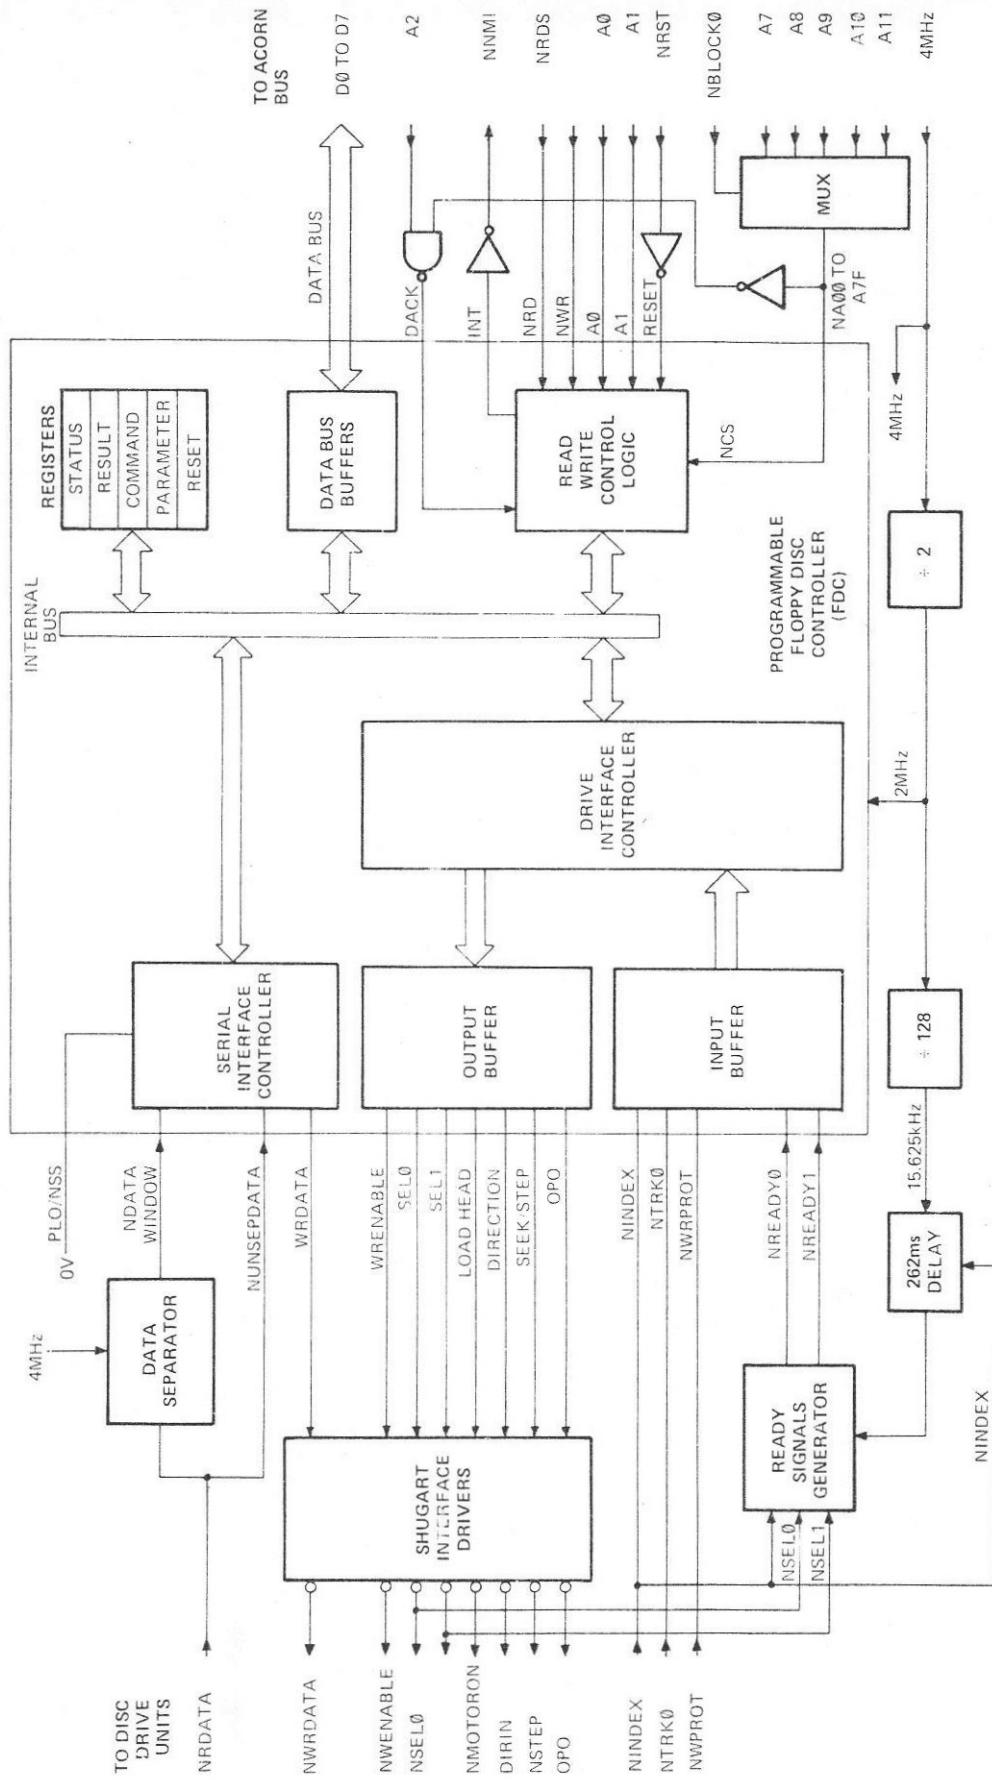 TO ACORN
BUS
D0 TO D7
A2
NNMI
NRDS
A0
A1
NRST
NBLOCK0
A7
A8
A9
A10
A11
4MHz
DATA BUS
DACK
INT
NRD
NWR
A0
A1
RESET
MUX
NA00 TO
A7F
4MHz
NCS
REGISTERS
STATUS
RESULT
COMMAND
PARAMETER
RESET
DATA BUS
BUFFERS
READ
WRITE
CONTROL
LOGIC
÷ 2
INTERNAL
BUS
PROGRAMMABLE
FLOPPY DISC
CONTROLLER
(FDC)
DRIVE
INTERFACE
CONTROLLER
2MHz
SERIAL
INTERFACE
CONTROLLER
OUTPUT
BUFFER
INPUT
BUFFER
÷ 128
0V
PLO/NSS
NDATA
WINDOW
NUNSEPDATA
WRDATA
WRENABLE
SEL0
SEL1
LOAD HEAD
DIRECTION
SEEK/STEP
OPO
NINDEX
NTRK0
NWRPROT
NREADY0
NREADY1
15.625kHz
4MHz
DATA
SEPARATOR
262ms
DELAY
SHUGART
INTERFACE
DRIVERS
READY
SIGNALS
GENERATOR
NSEL0
NSEL1
NINDEX
TO DISC
DRIVE
UNITS
NRDATA
NWRDATA
NWENABLE
NSEL0
NMOTORON
DIRIN
NSTEP
OPO
NINDEX
NTRK0
NWPROT